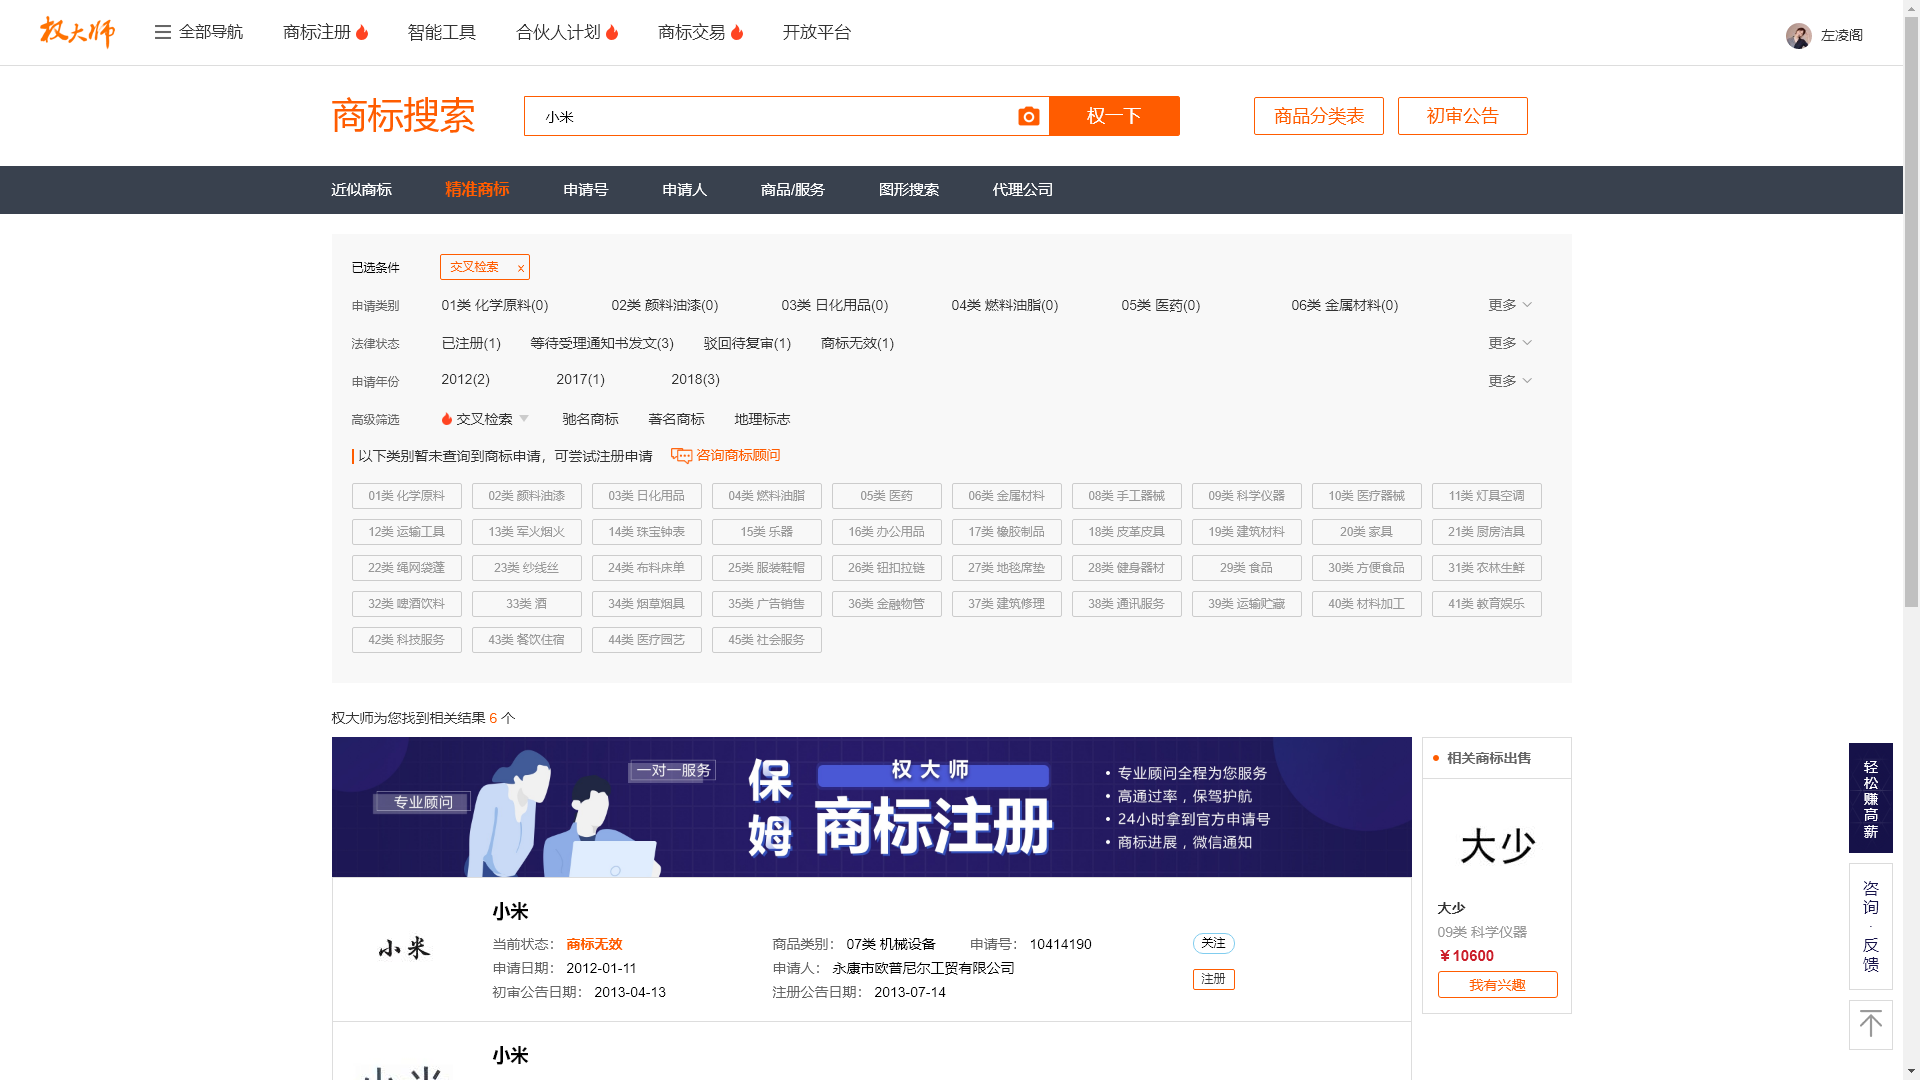 权大师 全部导航 商标注册 智能工具 合伙人计划 商标交易 开放平台 左凌阁
商标搜索 小米 权一下 商品分类表 初审公告
近似商标 精准商标 申请号 申请人 商品/服务 图形搜索 代理公司
已选条件 交叉检索 x
申请类别 01类 化学原料(0) 02类 颜料油漆(0) 03类 日化用品(0) 04类 燃料油脂(0) 05类 医药(0) 06类 金属材料(0) 更多
法律状态 已注册(1) 等待受理通知书发文(3) 驳回待复审(1) 商标无效(1) 更多
申请年份 2012(2) 2017(1) 2018(3) 更多
高级筛选 交叉检索 驰名商标 著名商标 地理标志
以下类别暂未查询到商标申请，可尝试注册申请 咨询商标顾问
01类 化学原料 02类 颜料油漆 03类 日化用品 04类 燃料油脂 05类 医药 06类 金属材料 08类 手工器械 09类 科学仪器 10类 医疗器械 11类 灯具空调
12类 运输工具 13类 军火烟火 14类 珠宝钟表 15类 乐器 16类 办公用品 17类 橡胶制品 18类 皮革皮具 19类 建筑材料 20类 家具 21类 厨房洁具
22类 绳网袋篷 23类 纱线丝 24类 布料床单 25类 服装鞋帽 26类 钮扣拉链 27类 地毯席垫 28类 健身器材 29类 食品 30类 方便食品 31类 农林生鲜
32类 啤酒饮料 33类 酒 34类 烟草烟具 35类 广告销售 36类 金融物管 37类 建筑修理 38类 通讯服务 39类 运输贮藏 40类 材料加工 41类 教育娱乐
42类 科技服务 43类 餐饮住宿 44类 医疗园艺 45类 社会服务
权大师为您找到相关结果 6 个
专业顾问 一对一服务
保姆
权大师
商标注册
• 专业顾问全程为您服务
• 高通过率，保驾护航
• 24小时拿到官方申请号
• 商标进展，微信通知
小米
小米
当前状态： 商标无效 商品类别： 07类 机械设备 申请号： 10414190 关注
申请日期： 2012-01-11 申请人： 永康市欧普尼尔工贸有限公司 注册
初审公告日期： 2013-04-13 注册公告日期： 2013-07-14
小米
小米
相关商标出售
大少
大少
09类 科学仪器
￥10600
我有兴趣
轻松赚高薪
咨询·反馈